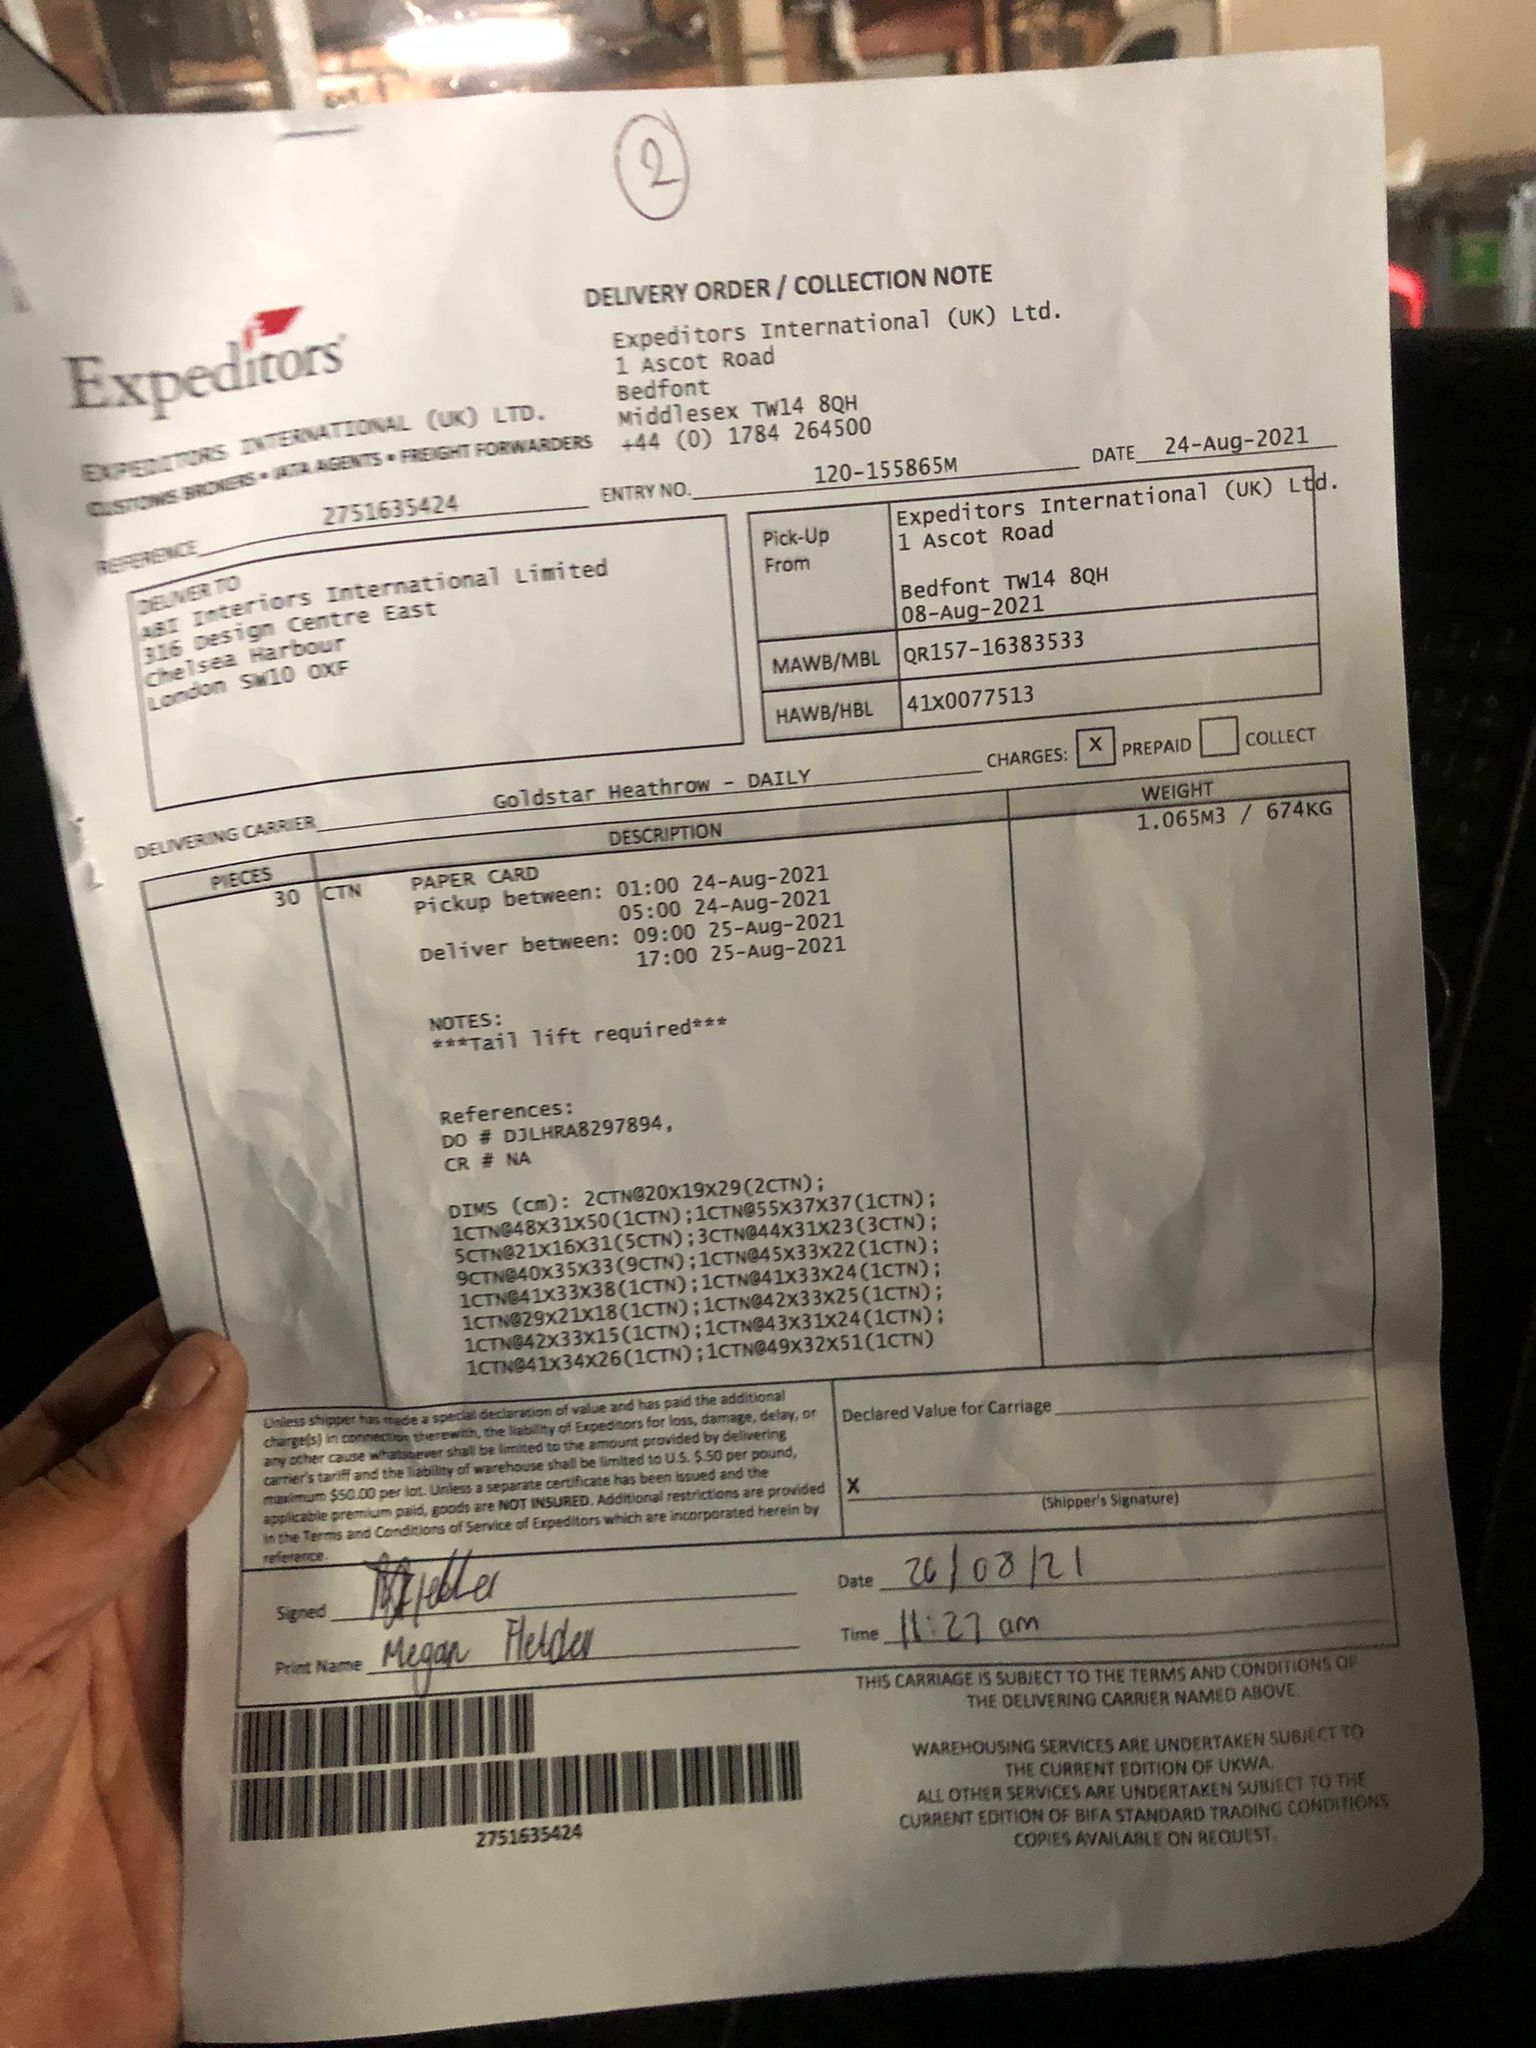 2
DELIVERY ORDER / COLLECTION NOTE
Expeditors
EXPEDITORS INTERNATIONAL (UK) LTD.
CUSTOMS BROKERS • IATA AGENTS • FREIGHT FORWARDERS
Expeditors International (UK) Ltd.
1 Ascot Road
Bedfont
Middlesex TW14 8QH
+44 (0) 1784 264500
REFERENCE 2751635424 ENTRY NO. 120-155865M DATE 24-Aug-2021
DELIVER TO
ABI Interiors International Limited
316 Design Centre East
Chelsea Harbour
London SW10 OXF
Pick-Up From
Expeditors International (UK) Ltd.
1 Ascot Road
Bedfont TW14 8QH
08-Aug-2021
MAWB/MBL QR157-16383533
HAWB/HBL 41X0077513
CHARGES: X PREPAID COLLECT
DELIVERING CARRIER Goldstar Heathrow - DAILY
PIECES DESCRIPTION WEIGHT
30 CTN PAPER CARD 1.065M3 / 674KG
Pickup between: 01:00 24-Aug-2021
05:00 24-Aug-2021
Deliver between: 09:00 25-Aug-2021
17:00 25-Aug-2021
NOTES:
***Tail lift required***
References:
DO # DJLHRA8297894,
CR # NA
DIMS (cm): 2CTN@20X19X29(2CTN);
1CTN@48X31X50(1CTN);1CTN@55X37X37(1CTN);
5CTN@21X16X31(5CTN);3CTN@44X31X23(3CTN);
9CTN@40X35X33(9CTN);1CTN@45X33X22(1CTN);
1CTN@41X33X38(1CTN);1CTN@41X33X24(1CTN);
1CTN@29X21X18(1CTN);1CTN@42X33X25(1CTN);
1CTN@42X33X15(1CTN);1CTN@43X31X24(1CTN);
1CTN@41X34X26(1CTN);1CTN@49X32X51(1CTN)
Unless shipper has made a special declaration of value and has paid the additional
charge(s) in connection therewith, the liability of Expeditors for loss, damage, delay, or
any other cause whatsoever shall be limited to the amount provided by delivering
carrier's tariff and the liability of warehouse shall be limited to U.S. $.50 per pound,
maximum $50.00 per lot. Unless a separate certificate has been issued and the
applicable premium paid, goods are NOT INSURED. Additional restrictions are provided
in the Terms and Conditions of Service of Expeditors which are incorporated herein by
reference.
Declared Value for Carriage
X
(Shipper's Signature)
Signed
Date 26/08/21
Print Name Megan Fielder
Time 11:27 am
2751635424
THIS CARRIAGE IS SUBJECT TO THE TERMS AND CONDITIONS OF
THE DELIVERING CARRIER NAMED ABOVE.
WAREHOUSING SERVICES ARE UNDERTAKEN SUBJECT TO
THE CURRENT EDITION OF UKWA.
ALL OTHER SERVICES ARE UNDERTAKEN SUBJECT TO THE
CURRENT EDITION OF BIFA STANDARD TRADING CONDITIONS
COPIES AVAILABLE ON REQUEST.